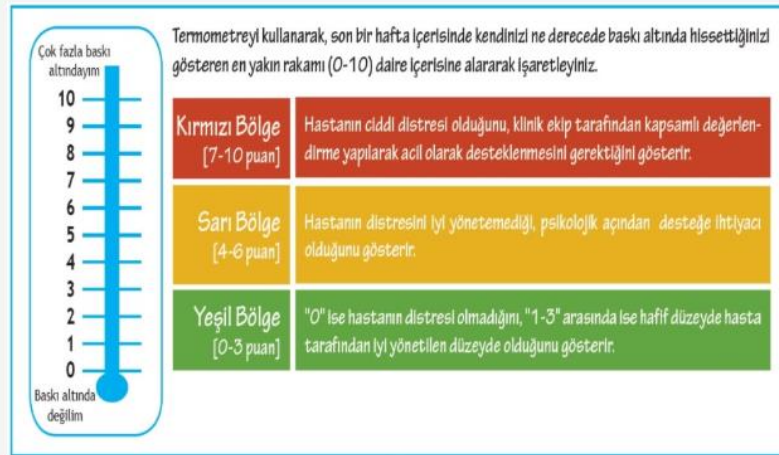 Çok fazla baskı
altındayım
10
9
8
7
6
5
4
3
2
1
0
Baskı altında
değilim
Termometreyi kullanarak, son bir hafta içerisinde kendinizi ne derecede baskı altında hissettiğinizi
gösteren en yakın rakamı (0-10) daire içerisine alararak işaretleyiniz.
Kırmızı Bölge
[7-10 puan]
Hastanın ciddi distresi olduğunu, klinik ekip tarafından kapsamlı değerlen-
dirme yapılarak acil olarak desteklenmesini gerektiğini gösterir.
Sarı Bölge
[4-6 puan]
Hastanın distresini iyi yönetemediği, psikolojik açından desteğe ihtiyacı
olduğunu gösterir.
Yeşil Bölge
[0-3 puan]
"0" ise hastanın distresi olmadığını, "1-3" arasında ise hafif düzeyde hasta
tarafından iyi yönetilen düzeyde olduğunu gösterir.